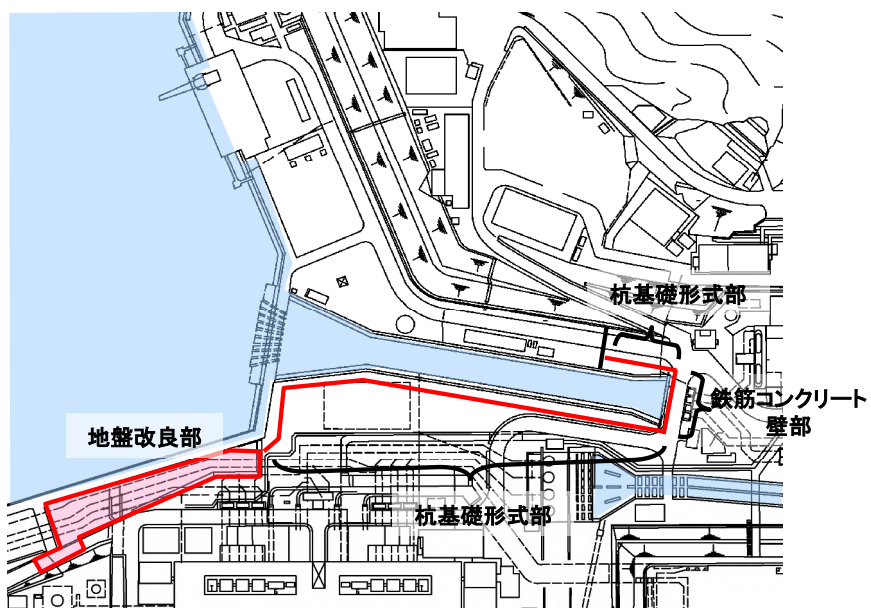 杭基礎形式部
鉄筋コンクリート
壁部
地盤改良部
杭基礎形式部